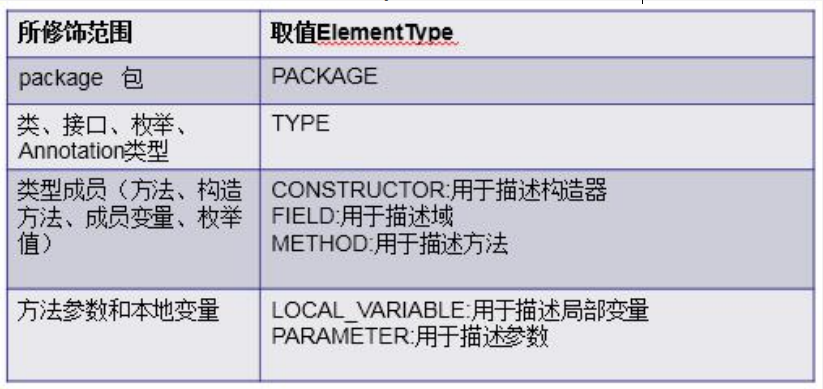 所修饰范围
取值ElementType
package 包
PACKAGE
类、接口、枚举、
Annotation类型
TYPE
类型成员（方法、构造
方法、成员变量、枚举
值）
CONSTRUCTOR:用于描述构造器
FIELD:用于描述域
METHOD:用于描述方法
方法参数和本地变量
LOCAL_VARIABLE:用于描述局部变量
PARAMETER:用于描述参数